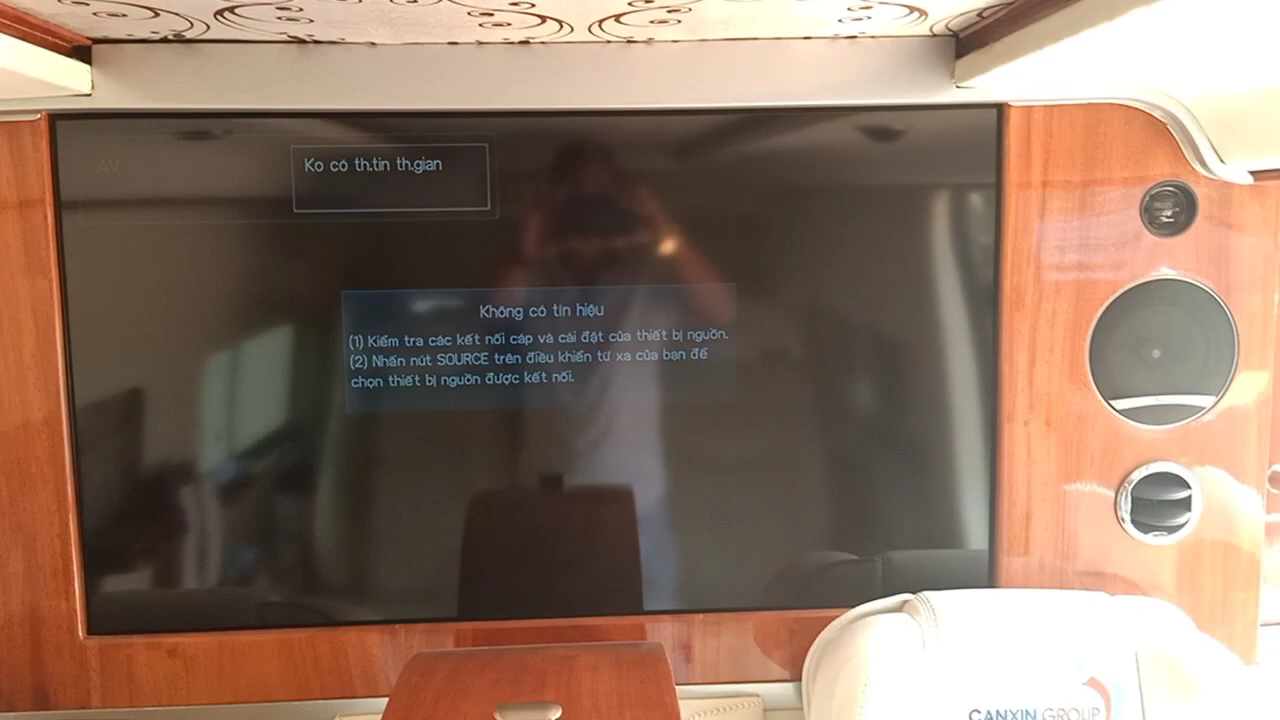 AV
Ko có th.tin th.gian
Không có tín hiệu
(1) Kiểm tra các kết nối cáp và cài đặt của thiết bị nguồn.
(2) Nhấn nút SOURCE trên điều khiển từ xa của bạn để
chọn thiết bị nguồn được kết nối.
CANXIN GROUP